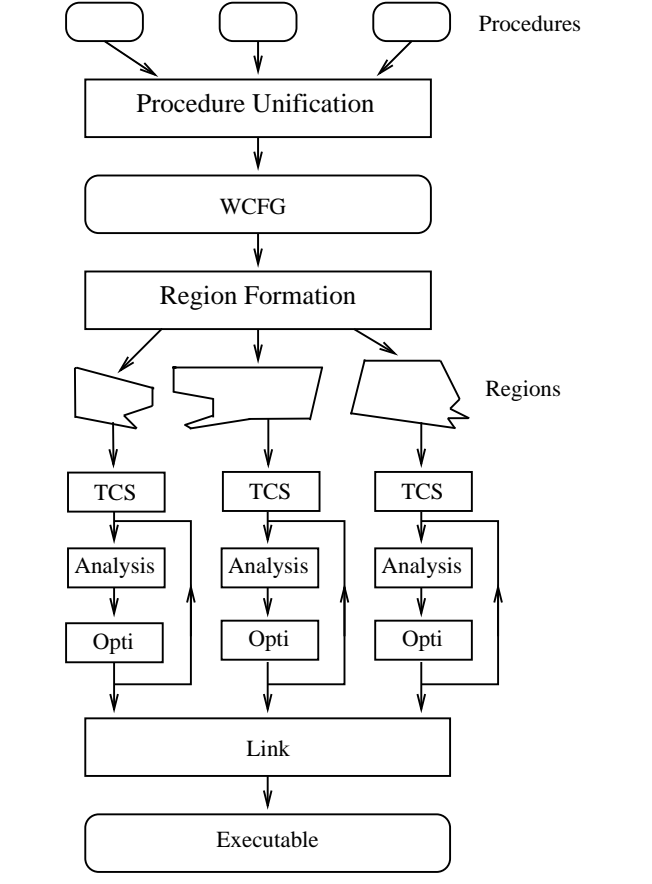 Procedures
Procedure Unification
WCFG
Region Formation
Regions
TCS
TCS
TCS
Analysis
Analysis
Analysis
Opti
Opti
Opti
Link
Executable